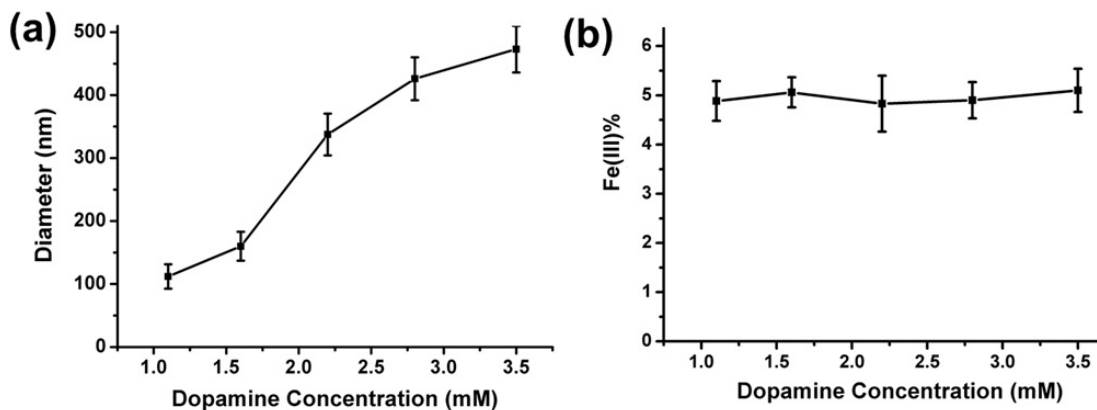 (a)
500
400
300
200
100
0
Diameter (nm)
1.0 1.5 2.0 2.5 3.0 3.5
Dopamine Concentration (mM)
(b)
6
5
4
3
2
1
0
Fe(III)%
1.0 1.5 2.0 2.5 3.0 3.5
Dopamine Concentration (mM)